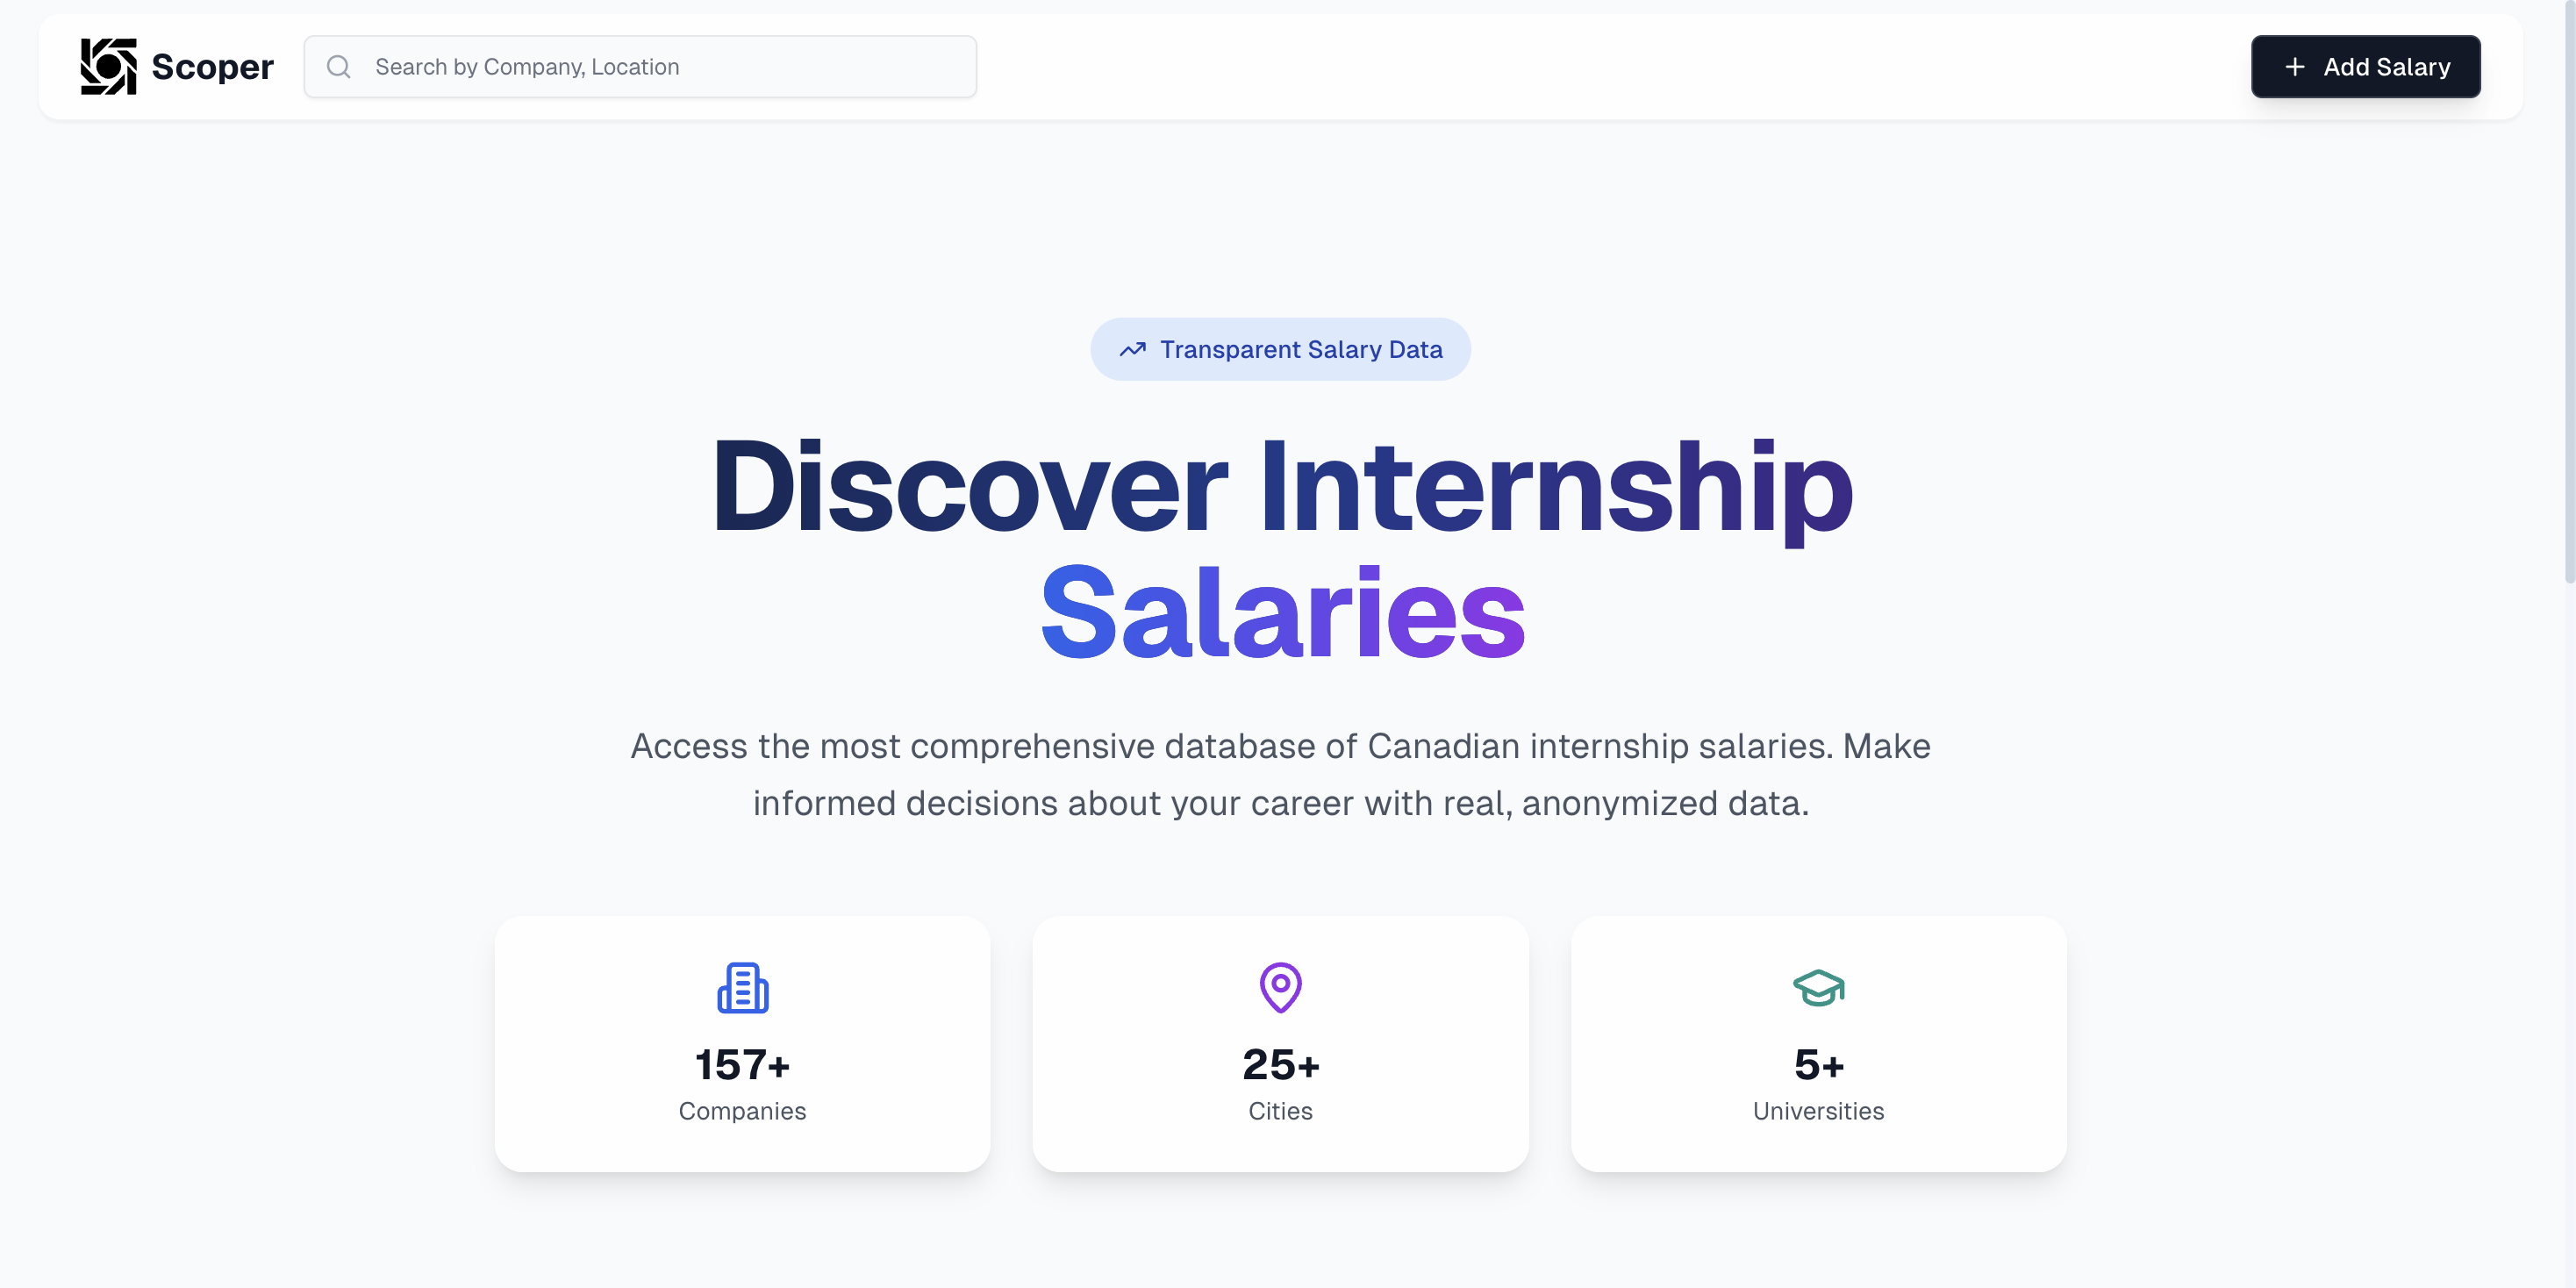 Scoper
Search by Company, Location
Add Salary
Transparent Salary Data
Discover Internship
Salaries
Access the most comprehensive database of Canadian internship salaries. Make
informed decisions about your career with real, anonymized data.
157+
Companies
25+
Cities
5+
Universities